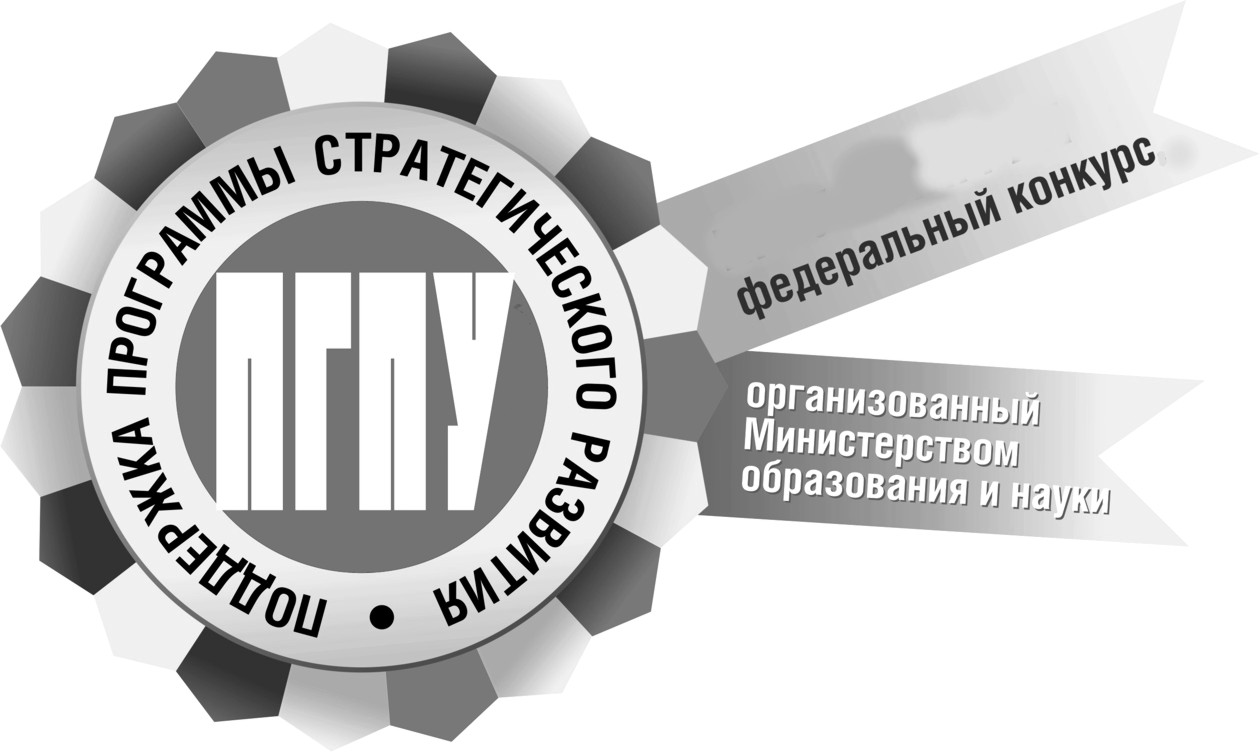 ПОДДЕРЖКА ПРОГРАММЫ СТРАТЕГИЧЕСКОГО РАЗВИТИЯ •
ПГПУ
федеральный конкурс
организованный
Министерством
образования и науки